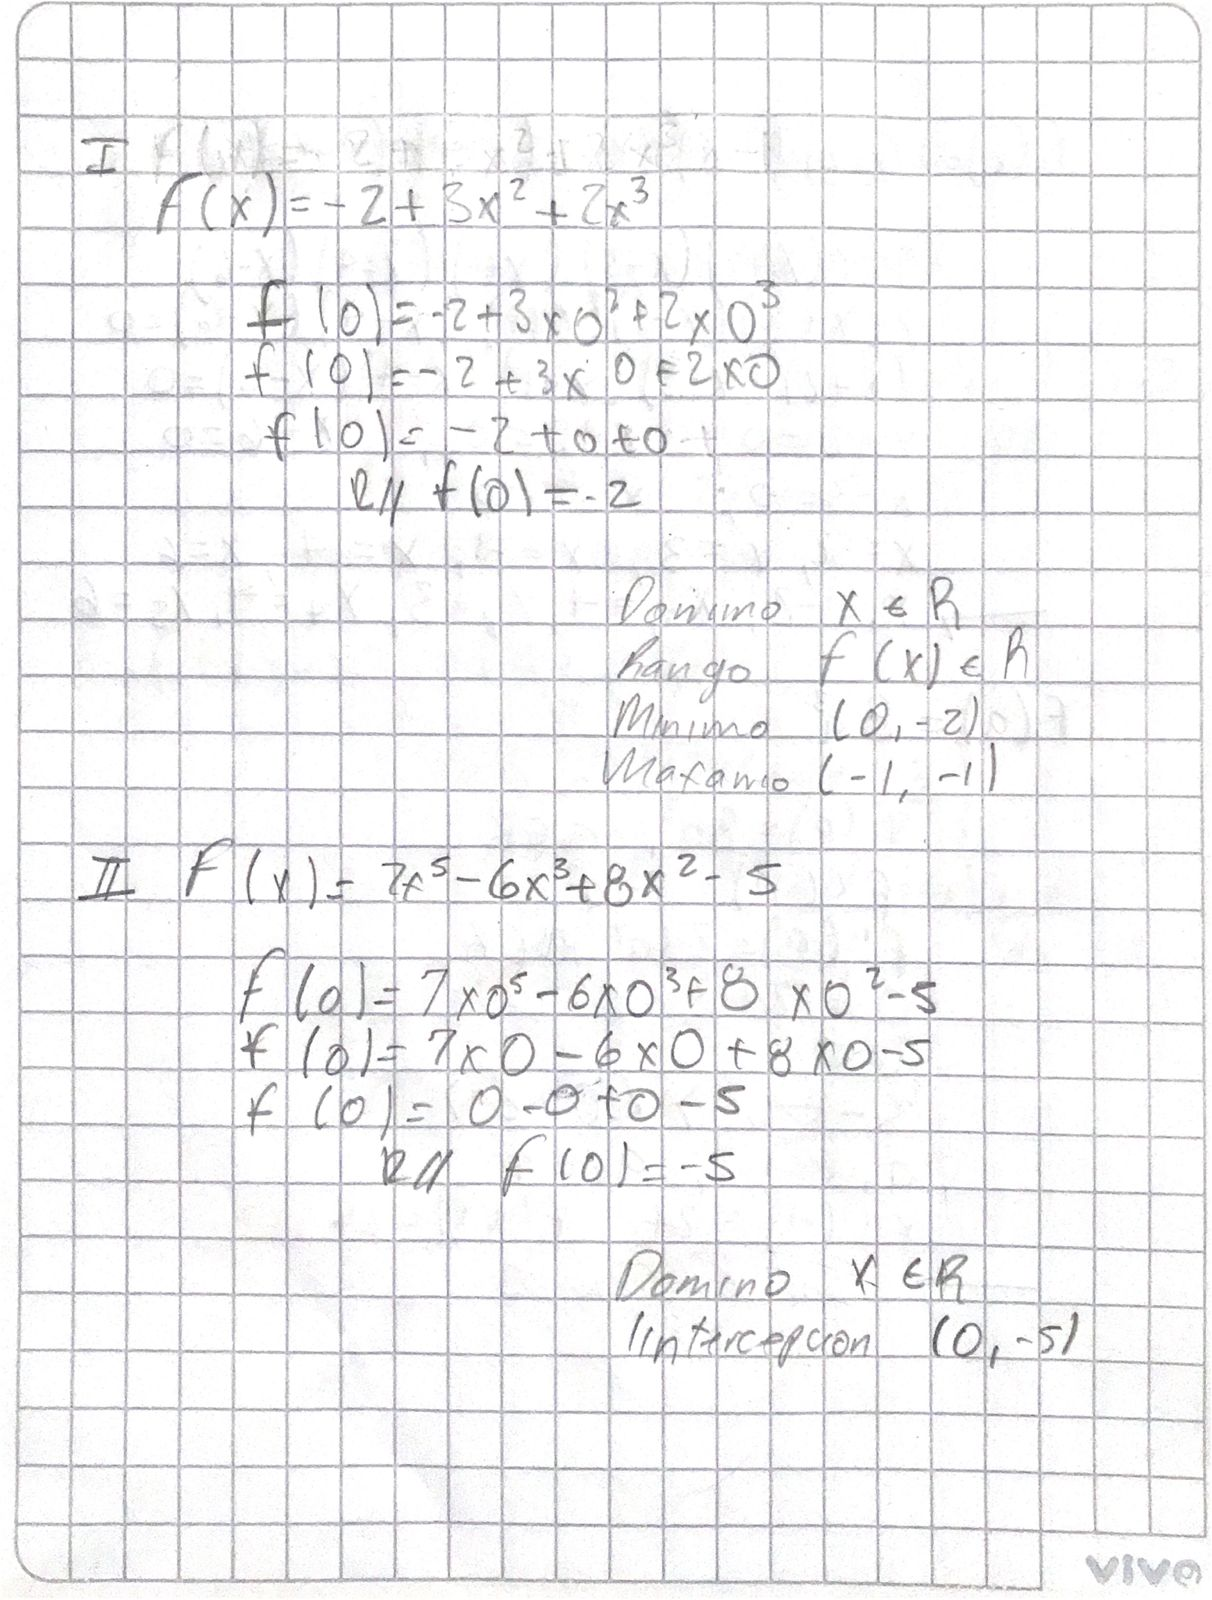 I
f(x) = -2 + 3x² + 2x³
f(0) = -2 + 3 x 0² + 2 x 0³
f(0) = -2 + 3 x 0 + 2 x 0
f(0) = -2 + 0 + 0
R// f(0) = -2
Dominio x ∈ R
Rango f(x) ∈ R
Minimo (0, -2)
Maxamo (-1, -1)
II f(x) = 7x⁵ - 6x³ + 8x² - 5
f(0) = 7 x 0⁵ - 6 x 0³ + 8 x 0² - 5
f(0) = 7 x 0 - 6 x 0 + 8 x 0 - 5
f(0) = 0 - 0 + 0 - 5
R// f(0) = -5
Domino x ∈ R
Iintercepcion (0, -5)
vivo